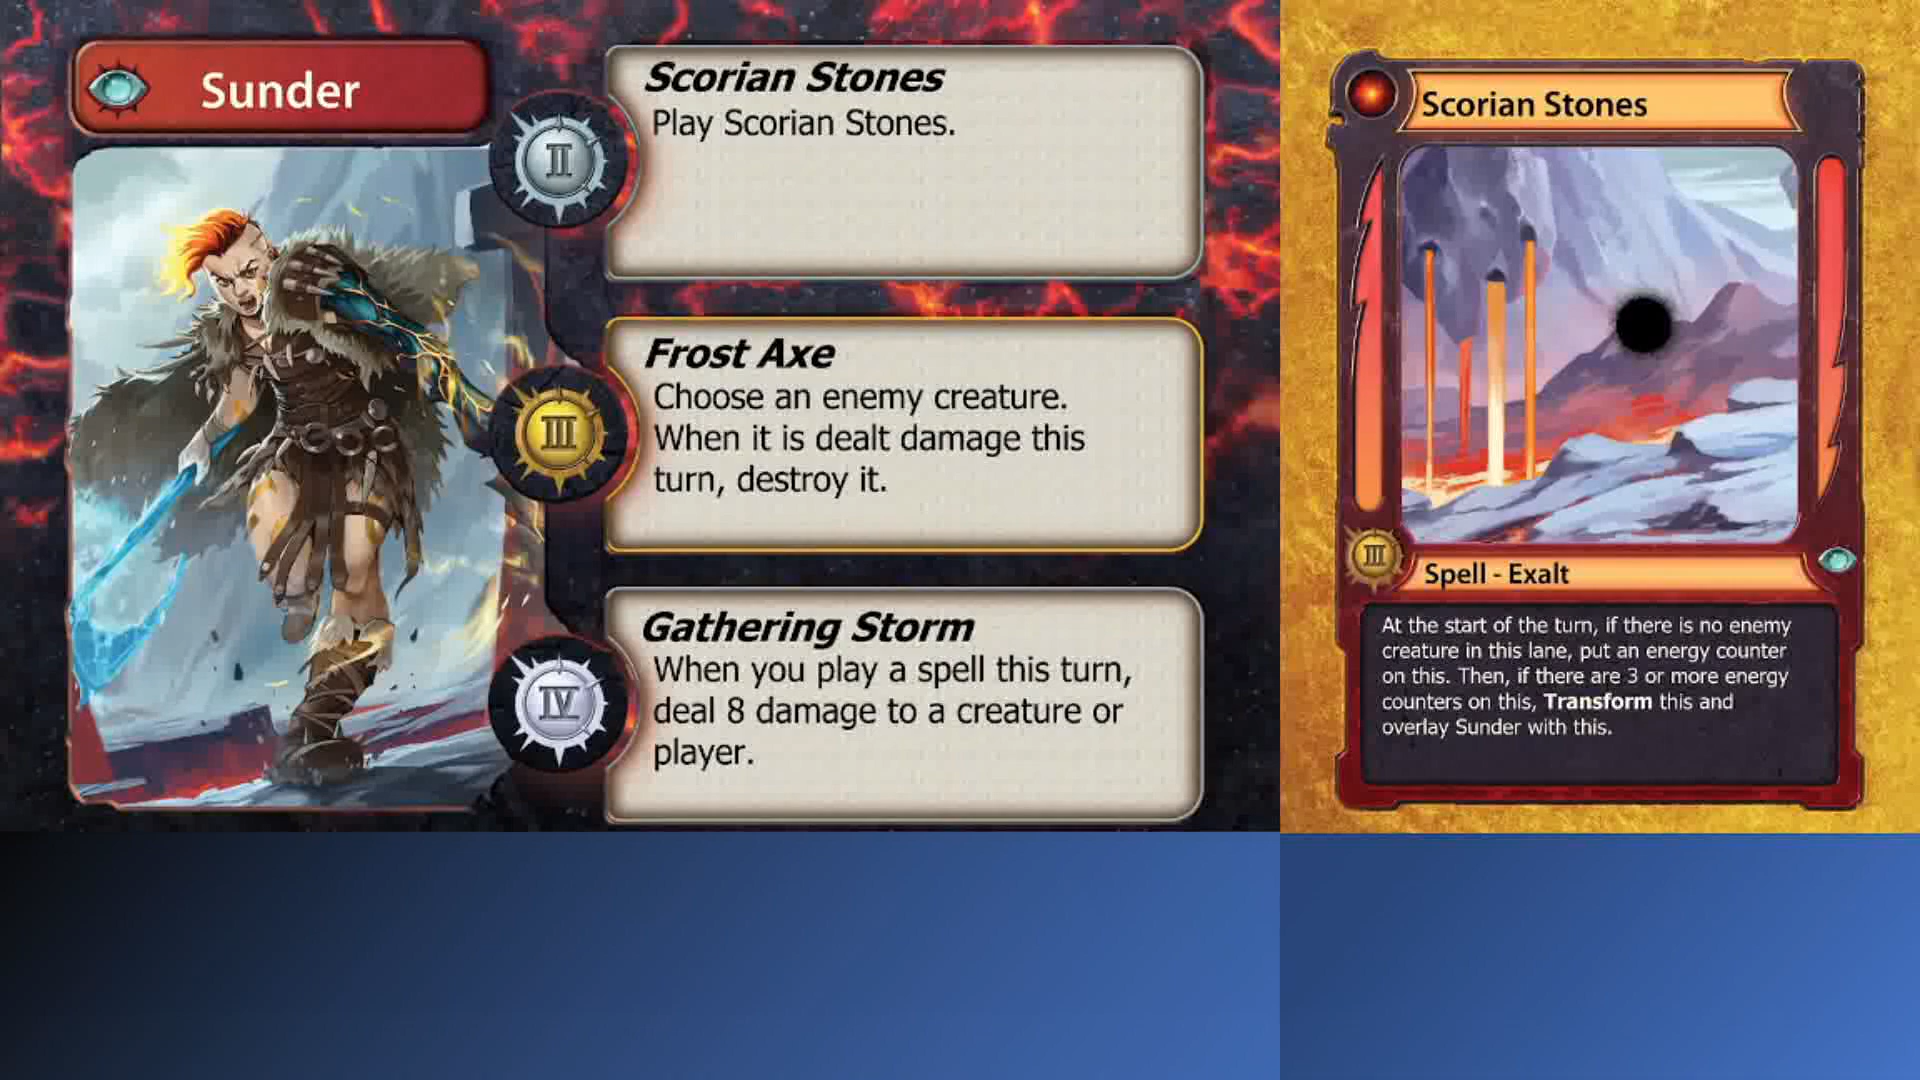 Sunder
II
Scorian Stones
Play Scorian Stones.
III
Frost Axe
Choose an enemy creature.
When it is dealt damage this
turn, destroy it.
IV
Gathering Storm
When you play a spell this turn,
deal 8 damage to a creature or
player.
Scorian Stones
III
Spell - Exalt
At the start of the turn, if there is no enemy
creature in this lane, put an energy counter
on this. Then, if there are 3 or more energy
counters on this, Transform this and
overlay Sunder with this.